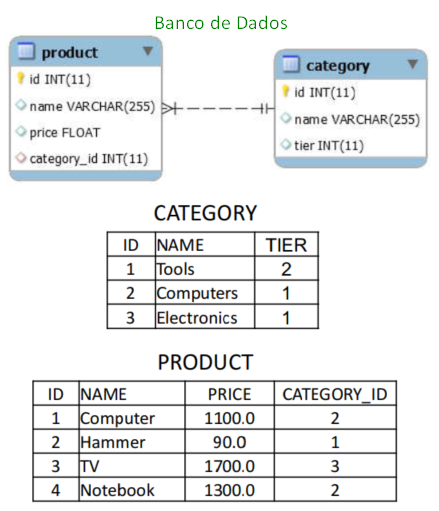 Banco de Dados
product
id INT(11)
name VARCHAR(255)
price FLOAT
category_id INT(11)
category
id INT(11)
name VARCHAR(255)
tier INT(11)
CATEGORY
ID NAME TIER
1 Tools 2
2 Computers 1
3 Electronics 1
PRODUCT
ID NAME PRICE CATEGORY_ID
1 Computer 1100.0 2
2 Hammer 90.0 1
3 TV 1700.0 3
4 Notebook 1300.0 2